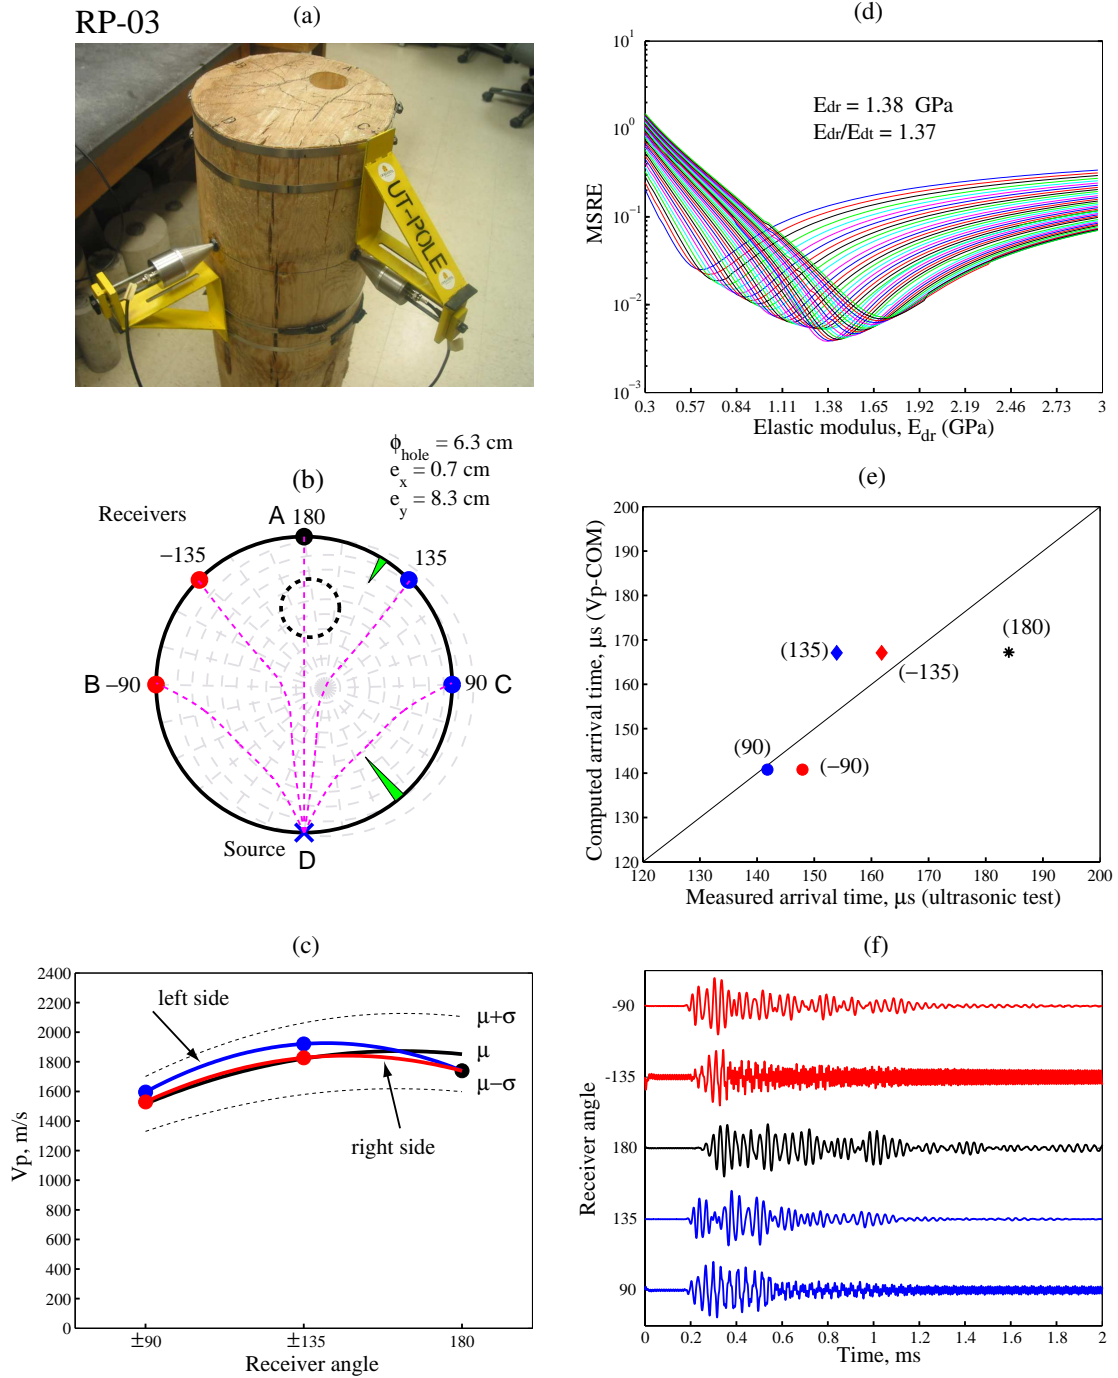 RP-03
(a)
UT-POLE
A
C
D
(b)
ϕhole = 6.3 cm
ex = 0.7 cm
ey = 8.3 cm
Receivers
A
180
−135
135
B
−90
90
C
Source
D
(c)
2400
2200
2000
1800
1600
1400
1200
1000
800
600
400
200
0
Vp, m/s
left side
μ+σ
μ
μ−σ
right side
±90
±135
180
Receiver angle
(d)
10^1
10^0
10^−1
10^−2
10^−3
MSRE
Edr = 1.38 GPa
Edr/Edt = 1.37
0.3 0.57 0.84 1.11 1.38 1.65 1.92 2.19 2.46 2.73 3
Elastic modulus, Edr (GPa)
(e)
200
190
180
170
160
150
140
130
120
Computed arrival time, μs (Vp-COM)
(180)
(135)
(−135)
(90)
(−90)
120 130 140 150 160 170 180 190 200
Measured arrival time, μs (ultrasonic test)
(f)
-90
-135
180
135
90
Receiver angle
0 0.2 0.4 0.6 0.8 1 1.2 1.4 1.6 1.8 2
Time, ms